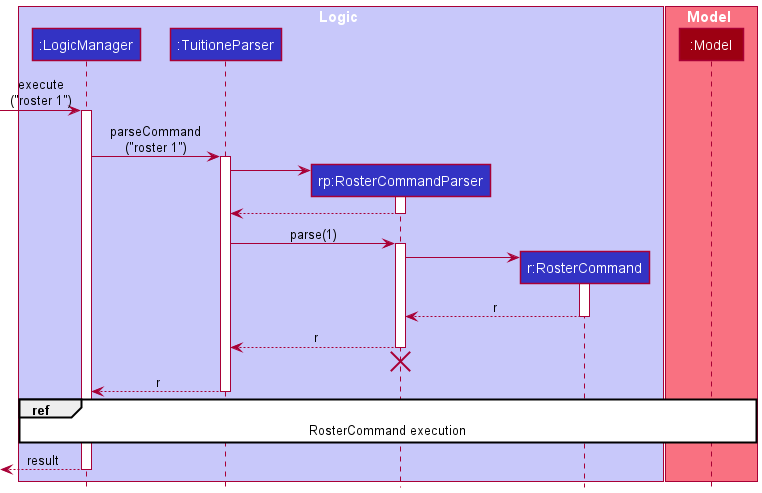 Logic
Model
:LogicManager
:TuitioneParser
:Model
execute
("roster 1")
parseCommand
("roster 1")
rp:RosterCommandParser
parse(1)
r:RosterCommand
r
r
r
ref
RosterCommand execution
result